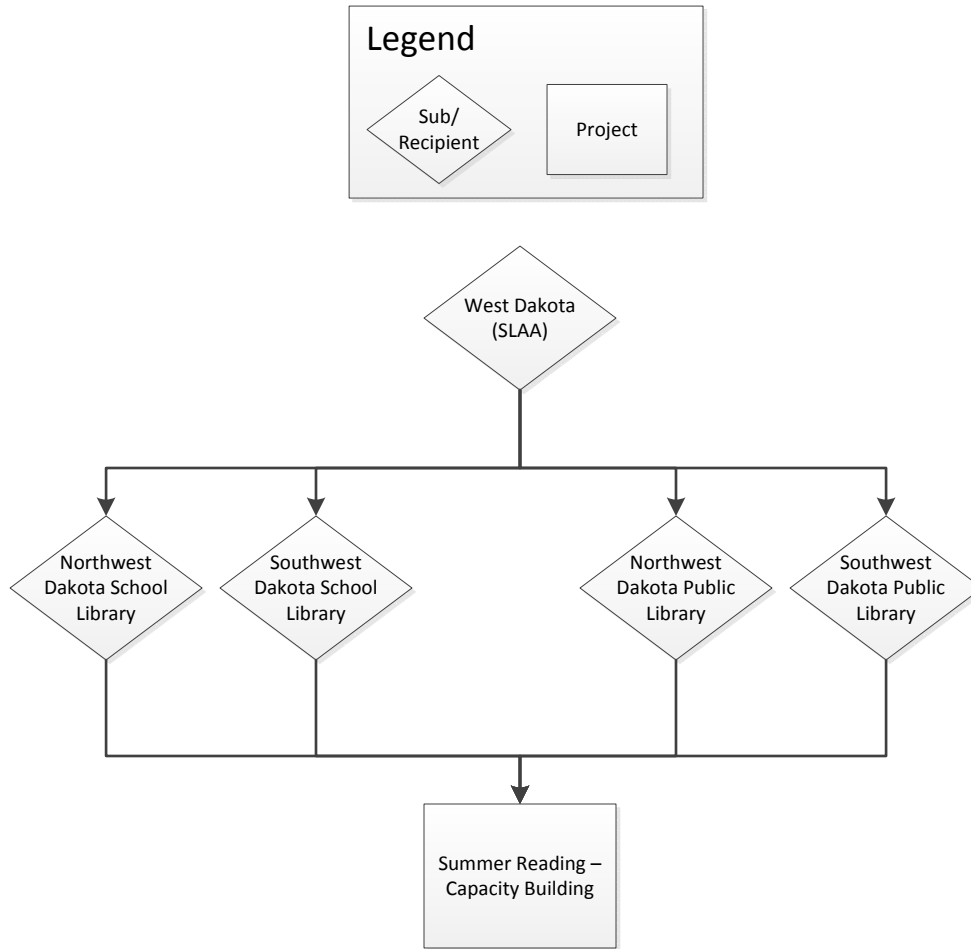 Legend
Sub/
Recipient
Project
West Dakota
(SLAA)
Northwest
Dakota School
Library
Southwest
Dakota School
Library
Northwest
Dakota Public
Library
Southwest
Dakota Public
Library
Summer Reading –
Capacity Building